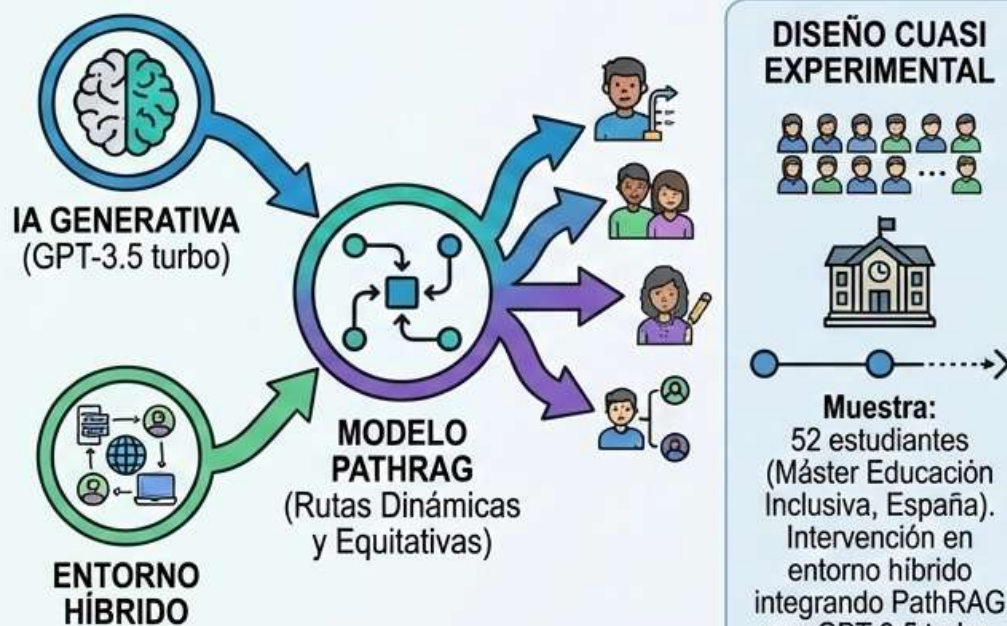 IA GENERATIVA
(GPT-3.5 turbo)
ENTORNO
HÍBRIDO
MODELO
PATHRAG
(Rutas Dinámicas
y Equitativas)
DISEÑO CUASI
EXPERIMENTAL
Muestra:
52 estudiantes
(Máster Educación
Inclusiva, España).
Intervención en
entorno híbrido
integrando PathRAG